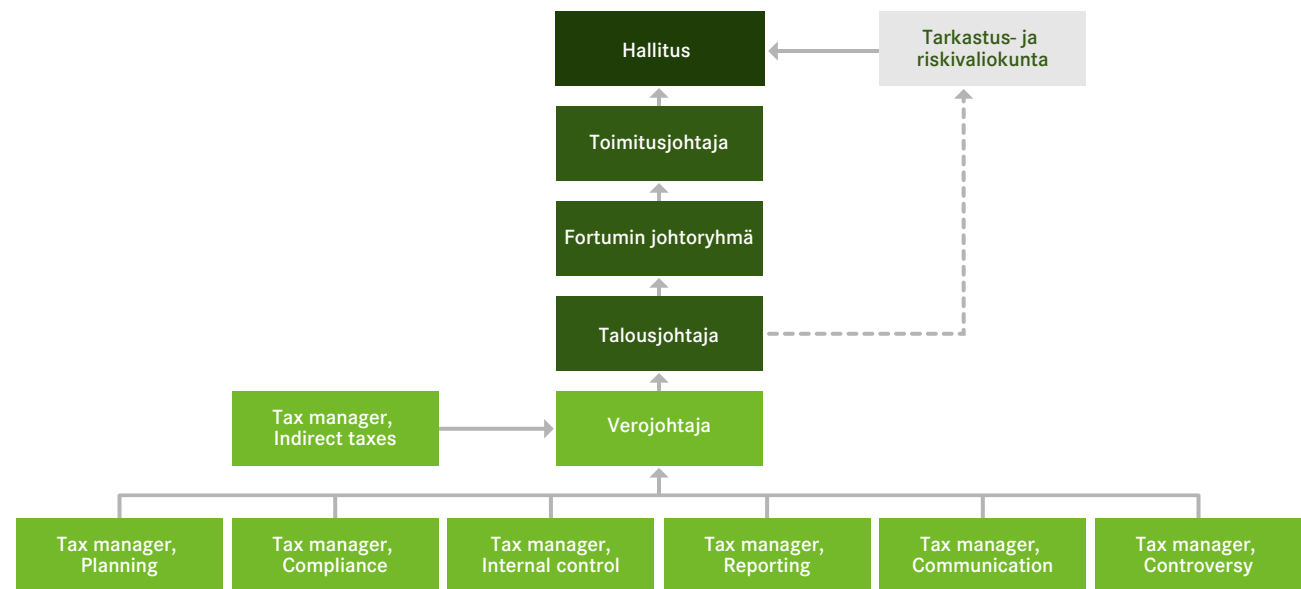 Hallitus
Tarkastus- ja
riskivaliokunta
Toimitusjohtaja
Fortumin johtoryhmä
Talousjohtaja
Tax manager,
Indirect taxes
Verojohtaja
Tax manager,
Planning
Tax manager,
Compliance
Tax manager,
Internal control
Tax manager,
Reporting
Tax manager,
Communication
Tax manager,
Controversy